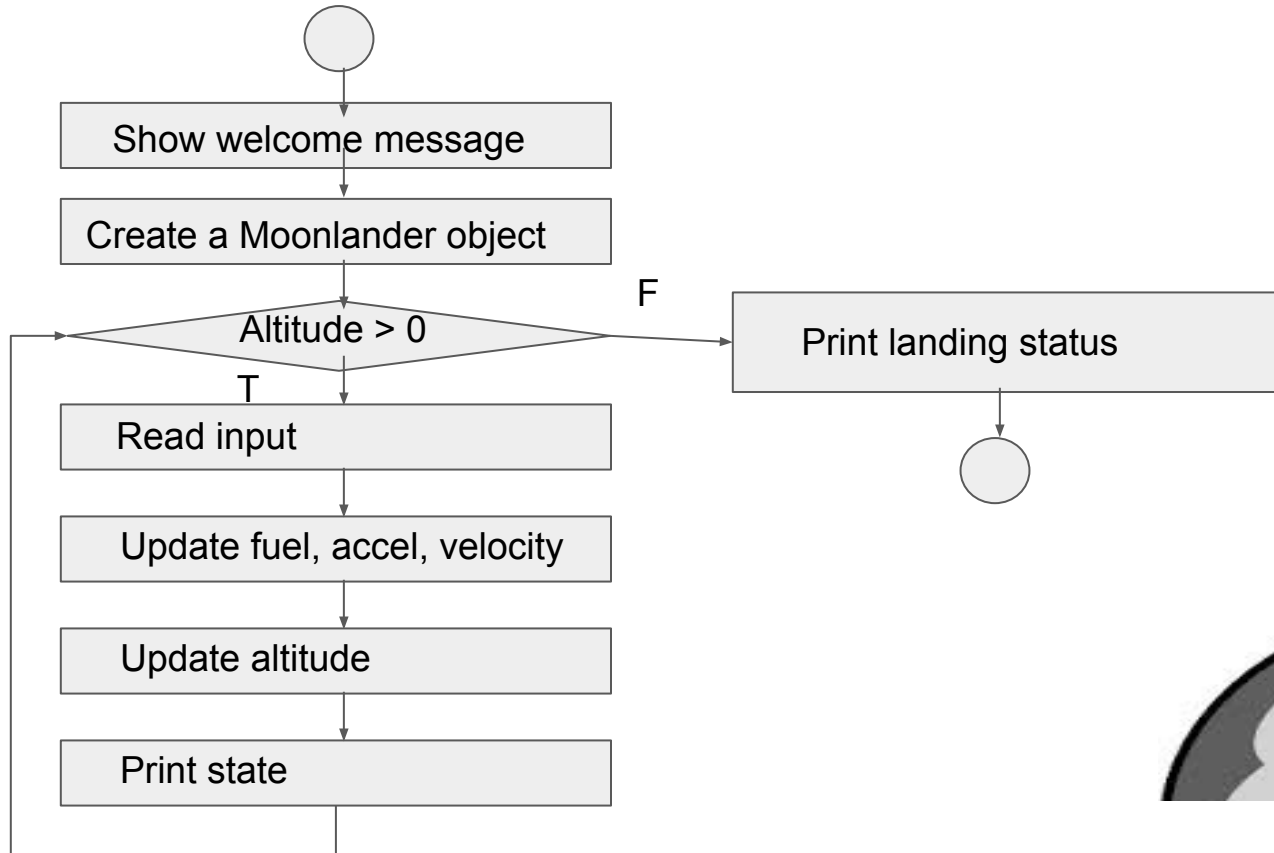 Show welcome message
Create a Moonlander object
Altitude > 0
F
Print landing status
T
Read input
Update fuel, accel, velocity
Update altitude
Print state